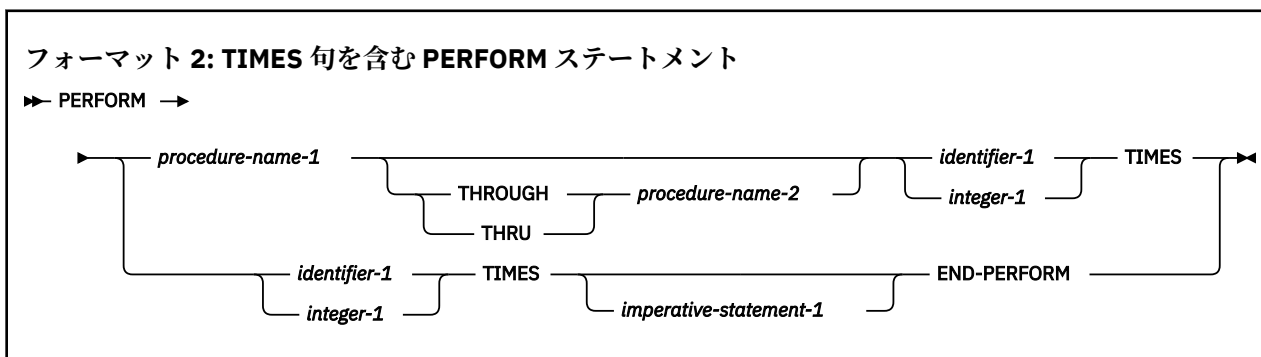 フォーマット 2: TIMES 句を含む PERFORM ステートメント
PERFORM
procedure-name-1 identifier-1 TIMES
THROUGH procedure-name-2 integer-1
THRU
identifier-1 TIMES END-PERFORM
integer-1 imperative-statement-1